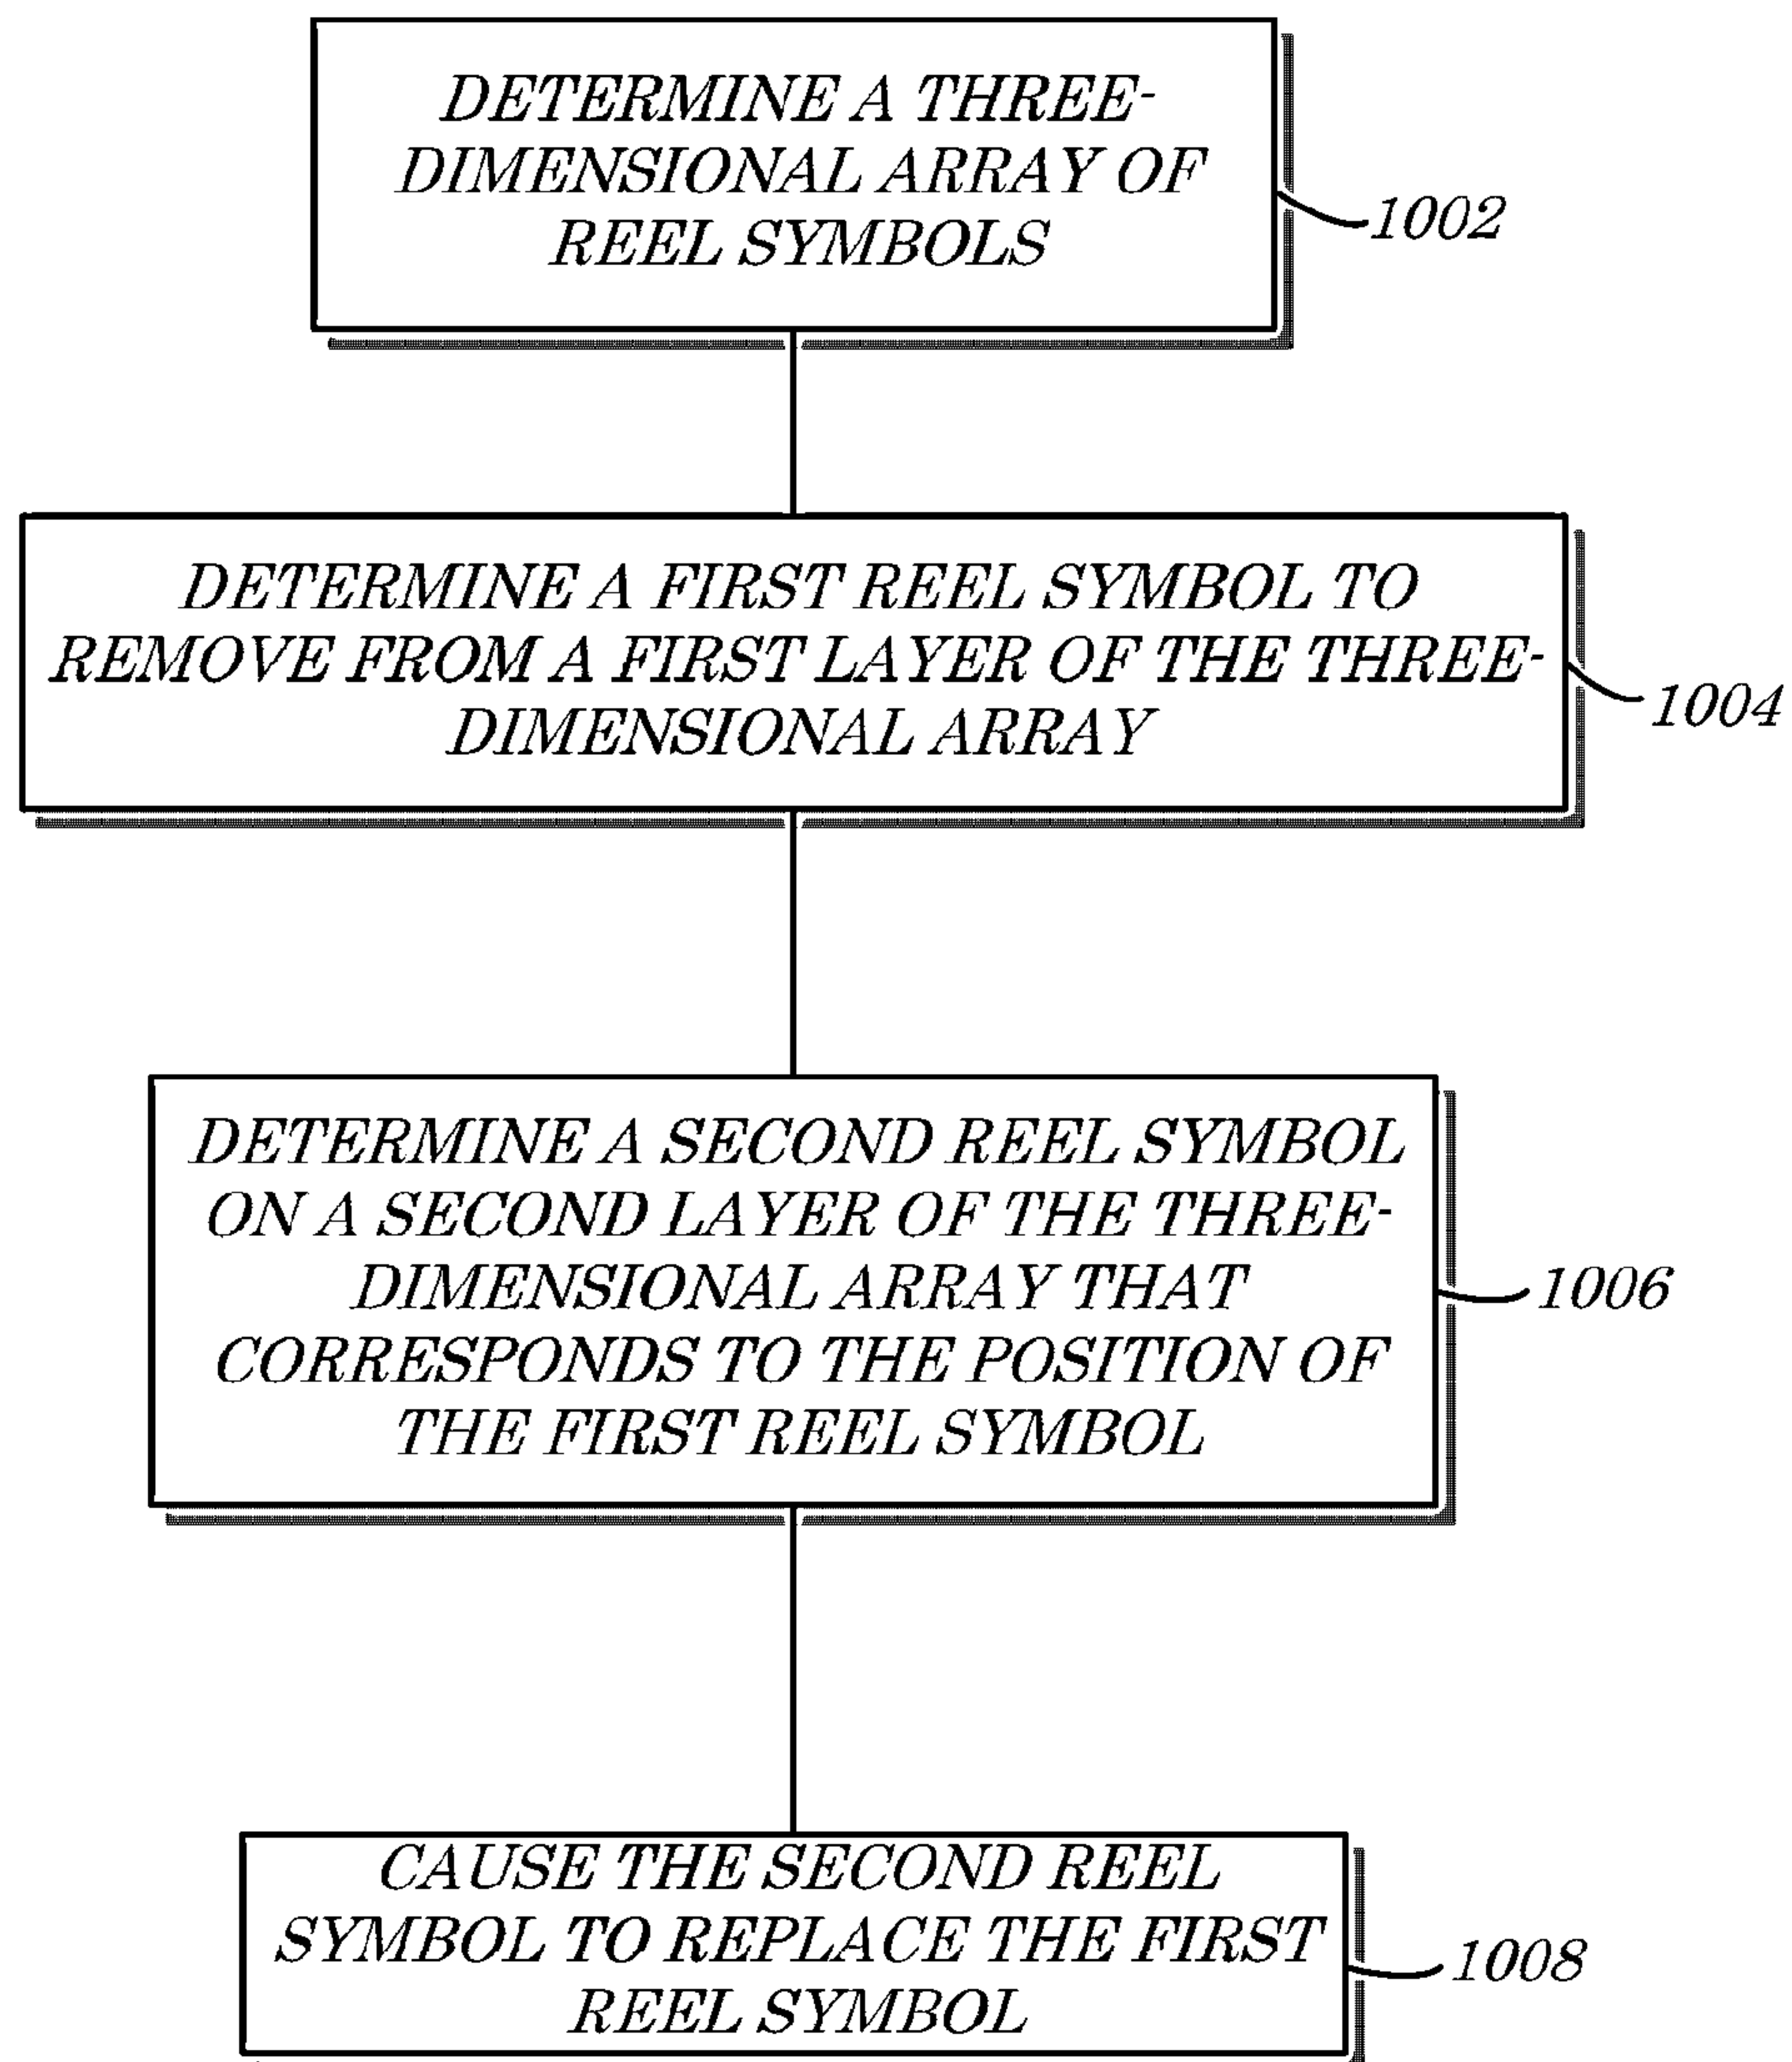 DETERMINE A THREE-
DIMENSIONAL ARRAY OF
REEL SYMBOLS
1002
DETERMINE A FIRST REEL SYMBOL TO
REMOVE FROM A FIRST LAYER OF THE THREE-
DIMENSIONAL ARRAY
1004
DETERMINE A SECOND REEL SYMBOL
ON A SECOND LAYER OF THE THREE-
DIMENSIONAL ARRAY THAT
CORRESPONDS TO THE POSITION OF
THE FIRST REEL SYMBOL
1006
CAUSE THE SECOND REEL
SYMBOL TO REPLACE THE FIRST
REEL SYMBOL
1008